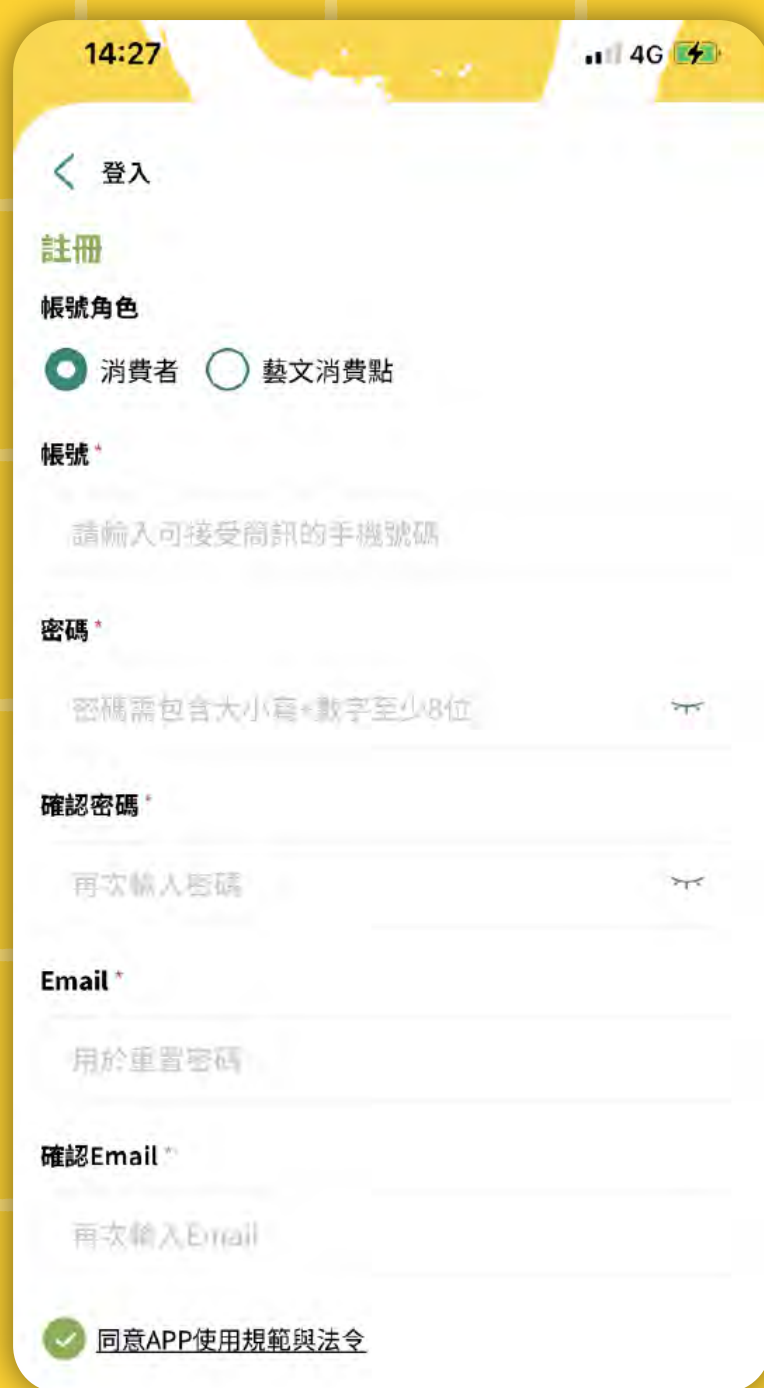 14:27
4G
登入
註冊
帳號角色
消費者 藝文消費點
帳號*
請輸入可接受簡訊的手機號碼
密碼*
密碼需包含大小寫+數字至少8位
確認密碼*
再次輸入密碼
Email*
用於重置密碼
確認Email*
再次輸入Email
同意APP使用規範與法令